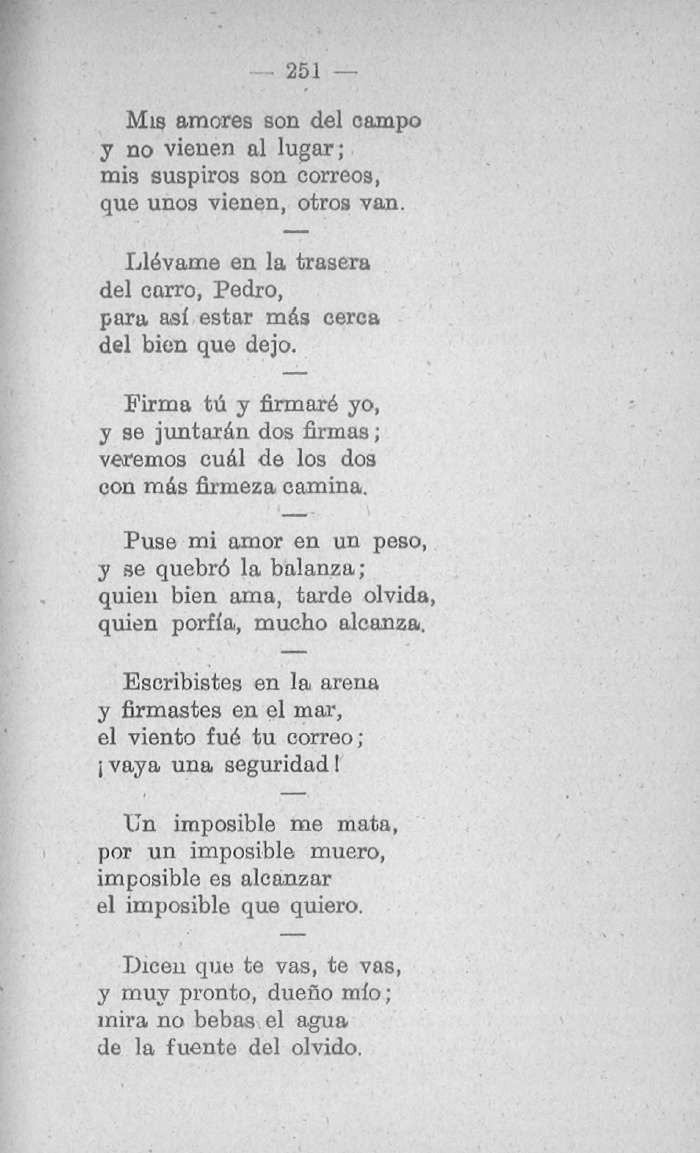 — 251 —
Mis amores son del campo
y no vienen al lugar;
mis suspiros son correos,
que unos vienen, otros van.
—
Llévame en la trasera
del carro, Pedro,
para así estar más cerca
del bien que dejo.
—
Firma tú y firmaré yo,
y se juntarán dos firmas;
veremos cuál de los dos
con más firmeza camina.
—
Puse mi amor en un peso,
y se quebró la balanza;
quien bien ama, tarde olvida,
quien porfía, mucho alcanza.
—
Escribistes en la arena
y firmastes en el mar,
el viento fué tu correo;
¡vaya una seguridad!
—
Un imposible me mata,
por un imposible muero,
imposible es alcanzar
el imposible que quiero.
—
Dicen que te vas, te vas,
y muy pronto, dueño mío;
mira no bebas el agua
de la fuente del olvido.